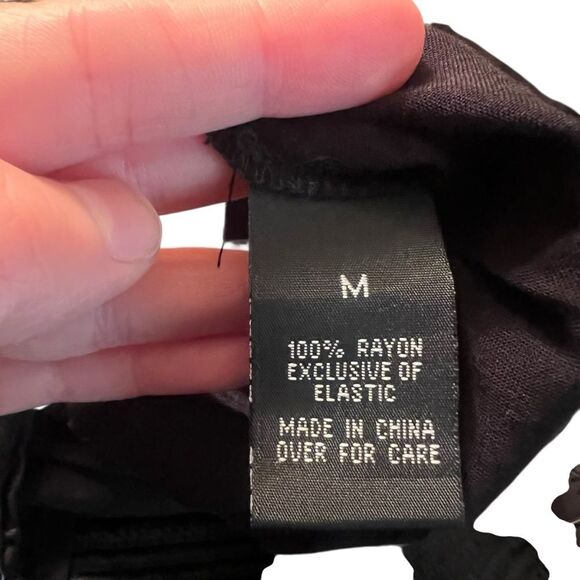 M
100% RAYON
EXCLUSIVE OF
ELASTIC
MADE IN CHINA
OVER FOR CARE